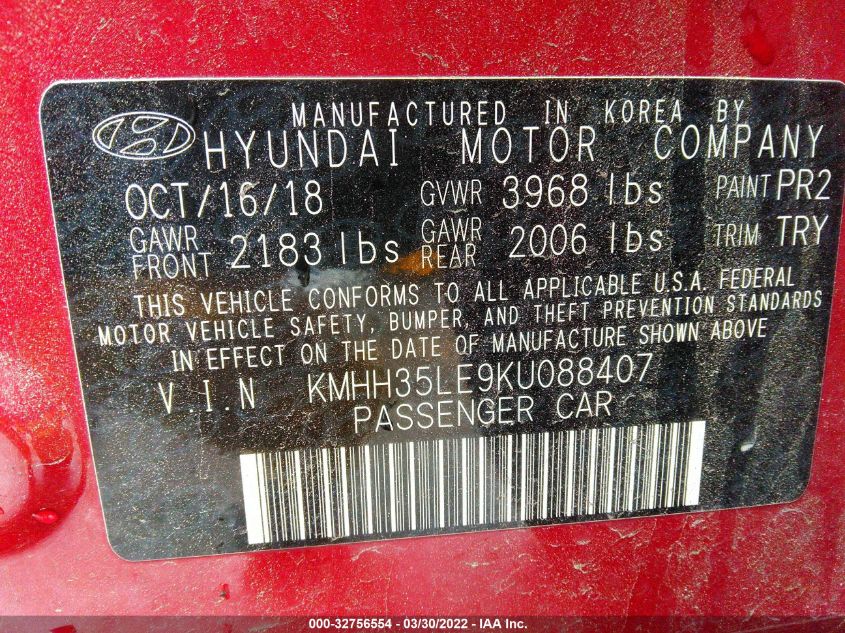 MANUFACTURED IN KOREA BY
HYUNDAI MOTOR COMPANY
OCT/16/18 GVWR 3968 lbs PAINT PR2
GAWR FRONT 2183 lbs GAWR REAR 2006 lbs TRIM TRY
THIS VEHICLE CONFORMS TO ALL APPLICABLE U.S.A. FEDERAL
MOTOR VEHICLE SAFETY, BUMPER, AND THEFT PREVENTION STANDARDS
IN EFFECT ON THE DATE OF MANUFACTURE SHOWN ABOVE
V.I.N KMHH35LE9KU088407
PASSENGER CAR
000-32756554 — 03/30/2022 — IAA Inc.